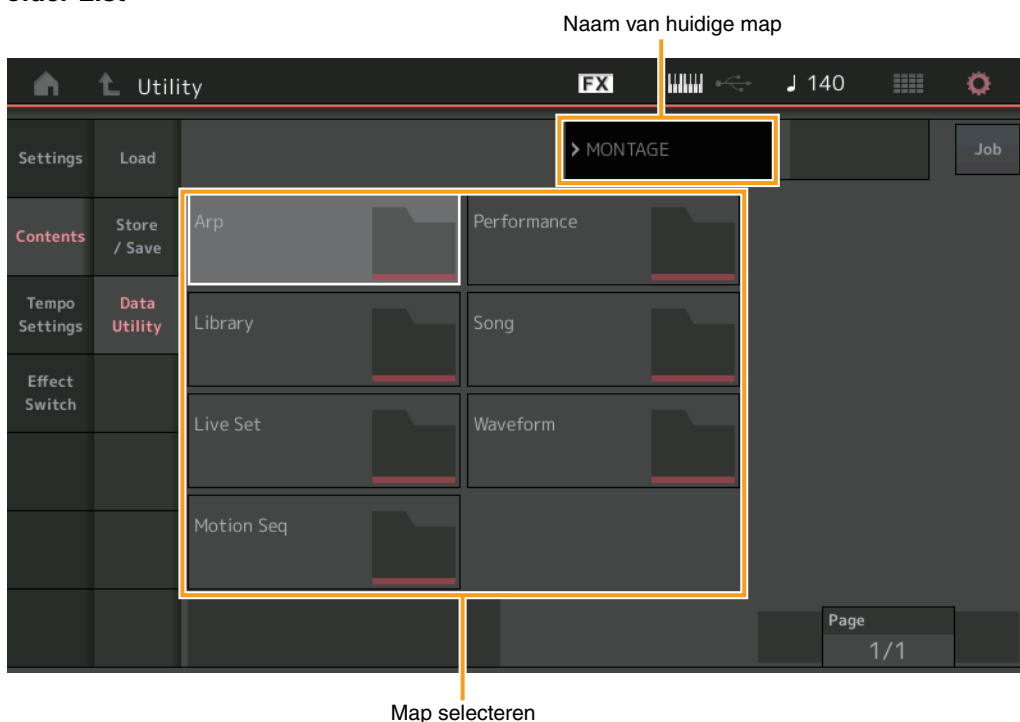 Naam van huidige map
Utility
FX
140
MONTAGE
Job
Settings
Load
Contents
Store
/ Save
Tempo
Settings
Data
Utility
Effect
Switch
Arp
Performance
Library
Song
Live Set
Waveform
Motion Seq
Page
1/1
Map selecteren